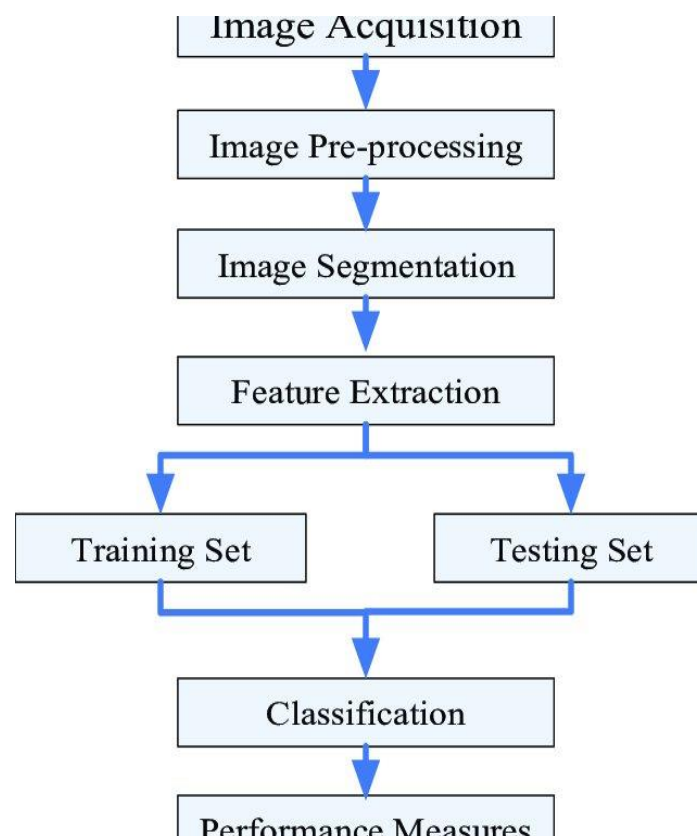 Image Acquisition
Image Pre-processing
Image Segmentation
Feature Extraction
Training Set
Testing Set
Classification
Performance Measures